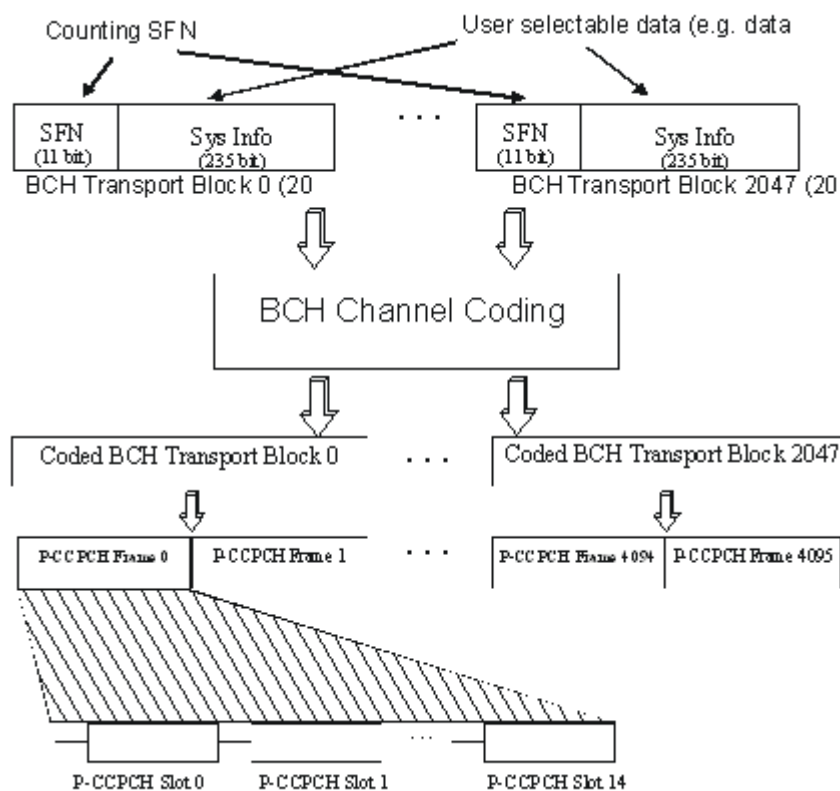 Counting SFN
User selectable data (e.g. data
SFN
(11 bit)
Sys Info
(235 bit)
. . .
SFN
(11 bit)
Sys Info
(235 bit)
BCH Transport Block 0 (20
BCH Transport Block 2047 (20
BCH Channel Coding
Coded BCH Transport Block 0
. . .
Coded BCH Transport Block 2047
P-CCPCH Frame 0
P-CCPCH Frame 1
. . .
P-CCPCH Frame 4094
P-CCPCH Frame 4095
...
P-CCPCH Slot 0
P-CCPCH Slot 1
P-CCPCH Slot 14